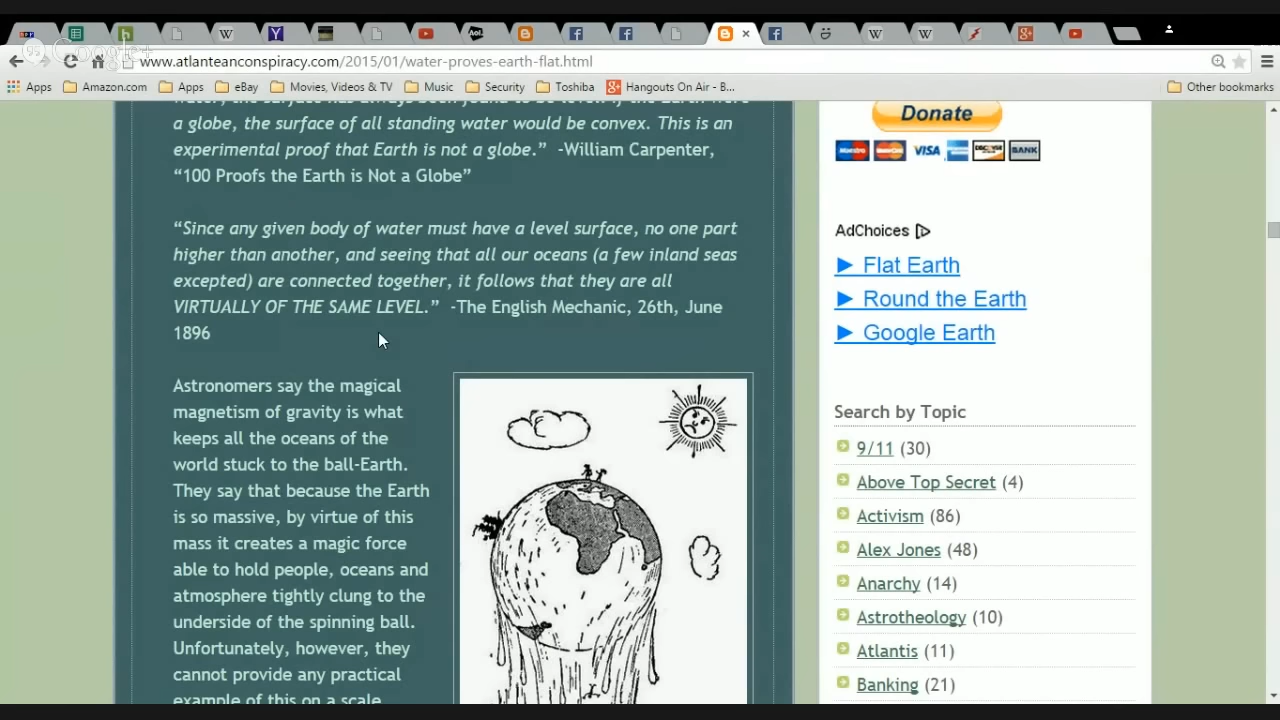 Aol.
95 Google+
www.atlanteanconspiracy.com/2015/01/water-proves-earth-flat.html
Apps Amazon.com Apps eBay Movies, Videos & TV Music Security Toshiba Hangouts On Air - B... Other bookmarks
a globe, the surface of all standing water would be convex. This is an
experimental proof that Earth is not a globe.” -William Carpenter,
“100 Proofs the Earth is Not a Globe”
“Since any given body of water must have a level surface, no one part
higher than another, and seeing that all our oceans (a few inland seas
excepted) are connected together, it follows that they are all
VIRTUALLY OF THE SAME LEVEL.” -The English Mechanic, 26th, June
1896
Astronomers say the magical
magnetism of gravity is what
keeps all the oceans of the
world stuck to the ball-Earth.
They say that because the Earth
is so massive, by virtue of this
mass it creates a magic force
able to hold people, oceans and
atmosphere tightly clung to the
underside of the spinning ball.
Unfortunately, however, they
cannot provide any practical
example of this on a scale
Donate
VISA BANK
AdChoices
Flat Earth
Round the Earth
Google Earth
Search by Topic
9/11 (30)
Above Top Secret (4)
Activism (86)
Alex Jones (48)
Anarchy (14)
Astrotheology (10)
Atlantis (11)
Banking (21)